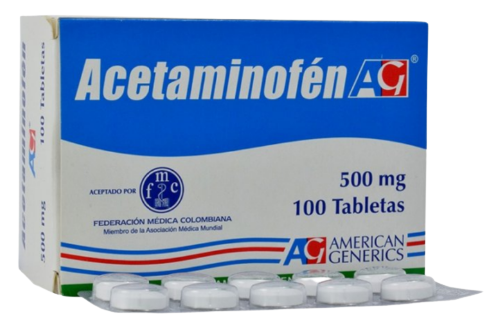 Acetaminofén AG®
ACEPTADO POR
fmc
FEDERACIÓN MÉDICA COLOMBIANA
Miembro de la Asociación Médica Mundial
500 mg
100 Tabletas
AG AMERICAN
GENERICS
Acetaminofén
AG
500 mg
100 Tabletas